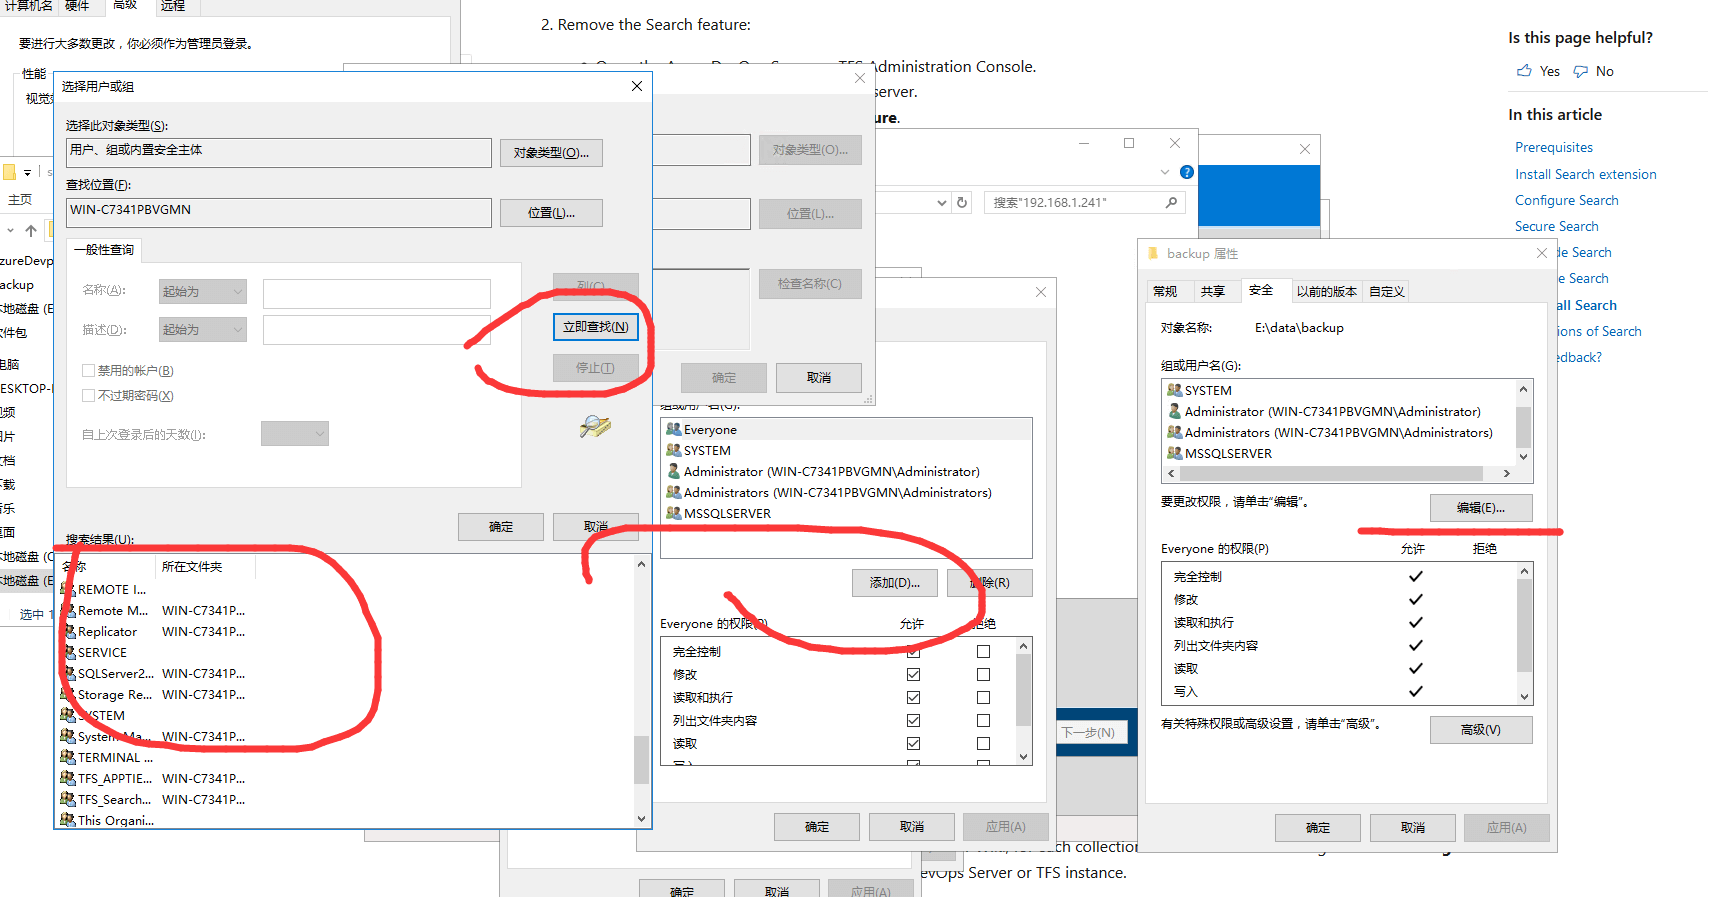 计算机名 硬件 高级 远程
要进行大多数更改，你必须作为管理员登录。
性能
视觉
主页
zureDevp
ackup
本地磁盘 (E
软件包
电脑
ESKTOP-
视频
图片
文档
下载
音乐
桌面
本地磁盘 (C
本地磁盘 (E
选中 1
2. Remove the Search feature:
TFS Administration Console.
server.
ure.
Is this page helpful?
Yes No
In this article
Prerequisites
Install Search extension
Configure Search
Secure Search
de Search
e Search
all Search
ions of Search
edback?
选择用户或组
选择此对象类型(S):
用户、组或内置安全主体
对象类型(O)...
查找位置(F):
WIN-C7341PBVGMN
位置(L)...
一般性查询
名称(A): 起始为
描述(D): 起始为
禁用的帐户(B)
不过期密码(X)
自上次登录后的天数(I):
列(C)...
立即查找(N)
停止(T)
确定 取消
搜索结果(U):
名称 所在文件夹
REMOTE I...
Remote M... WIN-C7341P...
Replicator WIN-C7341P...
SERVICE
SQLServer2... WIN-C7341P...
Storage Re... WIN-C7341P...
SYSTEM
System Ma... WIN-C7341P...
TERMINAL ...
TFS_APPTIE... WIN-C7341P...
TFS_Search... WIN-C7341P...
This Organi...
对象类型(O)...
位置(L)...
检查名称(C)
确定 取消
搜索"192.168.1.241"
组或用户名(G):
Everyone
SYSTEM
Administrator (WIN-C7341PBVGMN\Administrator)
Administrators (WIN-C7341PBVGMN\Administrators)
MSSQLSERVER
添加(D)... 删除(R)
Everyone 的权限(P) 允许 拒绝
完全控制
修改
读取和执行
列出文件夹内容
读取
写入
确定 取消 应用(A)
下一步(N)
backup 属性
常规 共享 安全 以前的版本 自定义
对象名称: E:\data\backup
组或用户名(G):
SYSTEM
Administrator (WIN-C7341PBVGMN\Administrator)
Administrators (WIN-C7341PBVGMN\Administrators)
MSSQLSERVER
要更改权限，请单击"编辑"。
编辑(E)...
Everyone 的权限(P) 允许 拒绝
完全控制
修改
读取和执行
列出文件夹内容
读取
写入
有关特殊权限或高级设置，请单击"高级"。
高级(V)
确定 取消 应用(A)
each collection
evOps Server or TFS instance.
确定 取消 应用(A)